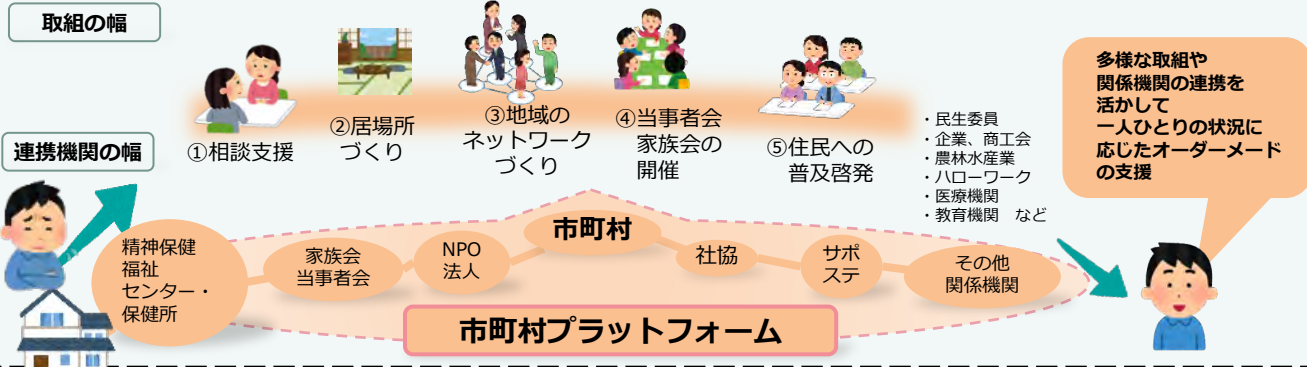 取組の幅
①相談支援
②居場所
づくり
③地域の
ネットワーク
づくり
④当事者会
家族会の
開催
⑤住民への
普及啓発
・民生委員
・企業、商工会
・農林水産業
・ハローワーク
・医療機関
・教育機関　など
多様な取組や
関係機関の連携を
活かして
一人ひとりの状況に
応じたオーダーメード
の支援
連携機関の幅
精神保健
福祉
センター・
保健所
家族会
当事者会
NPO
法人
市町村
社協
サポ
ステ
その他
関係機関
市町村プラットフォーム